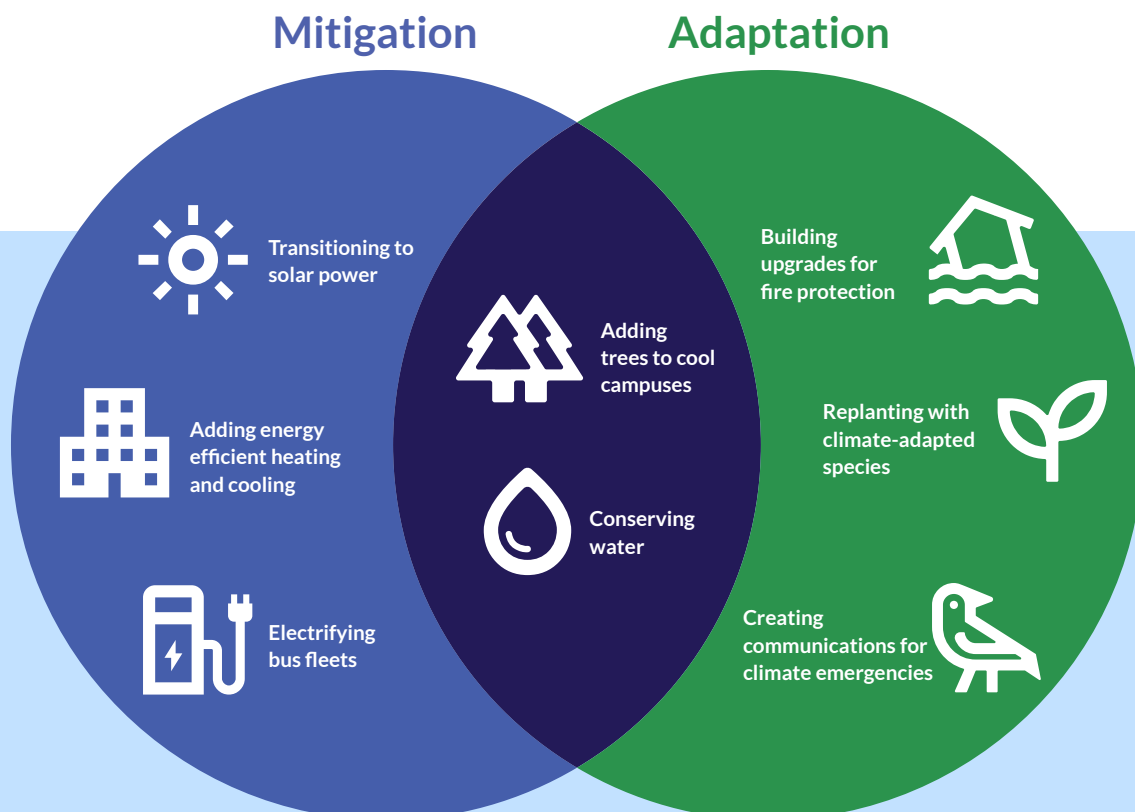 Mitigation
Adaptation
Transitioning to
solar power
Adding energy
efficient heating
and cooling
Electrifying
bus fleets
Adding
trees to cool
campuses
Conserving
water
Building
upgrades for
fire protection
Replanting with
climate-adapted
species
Creating
communications for
climate emergencies